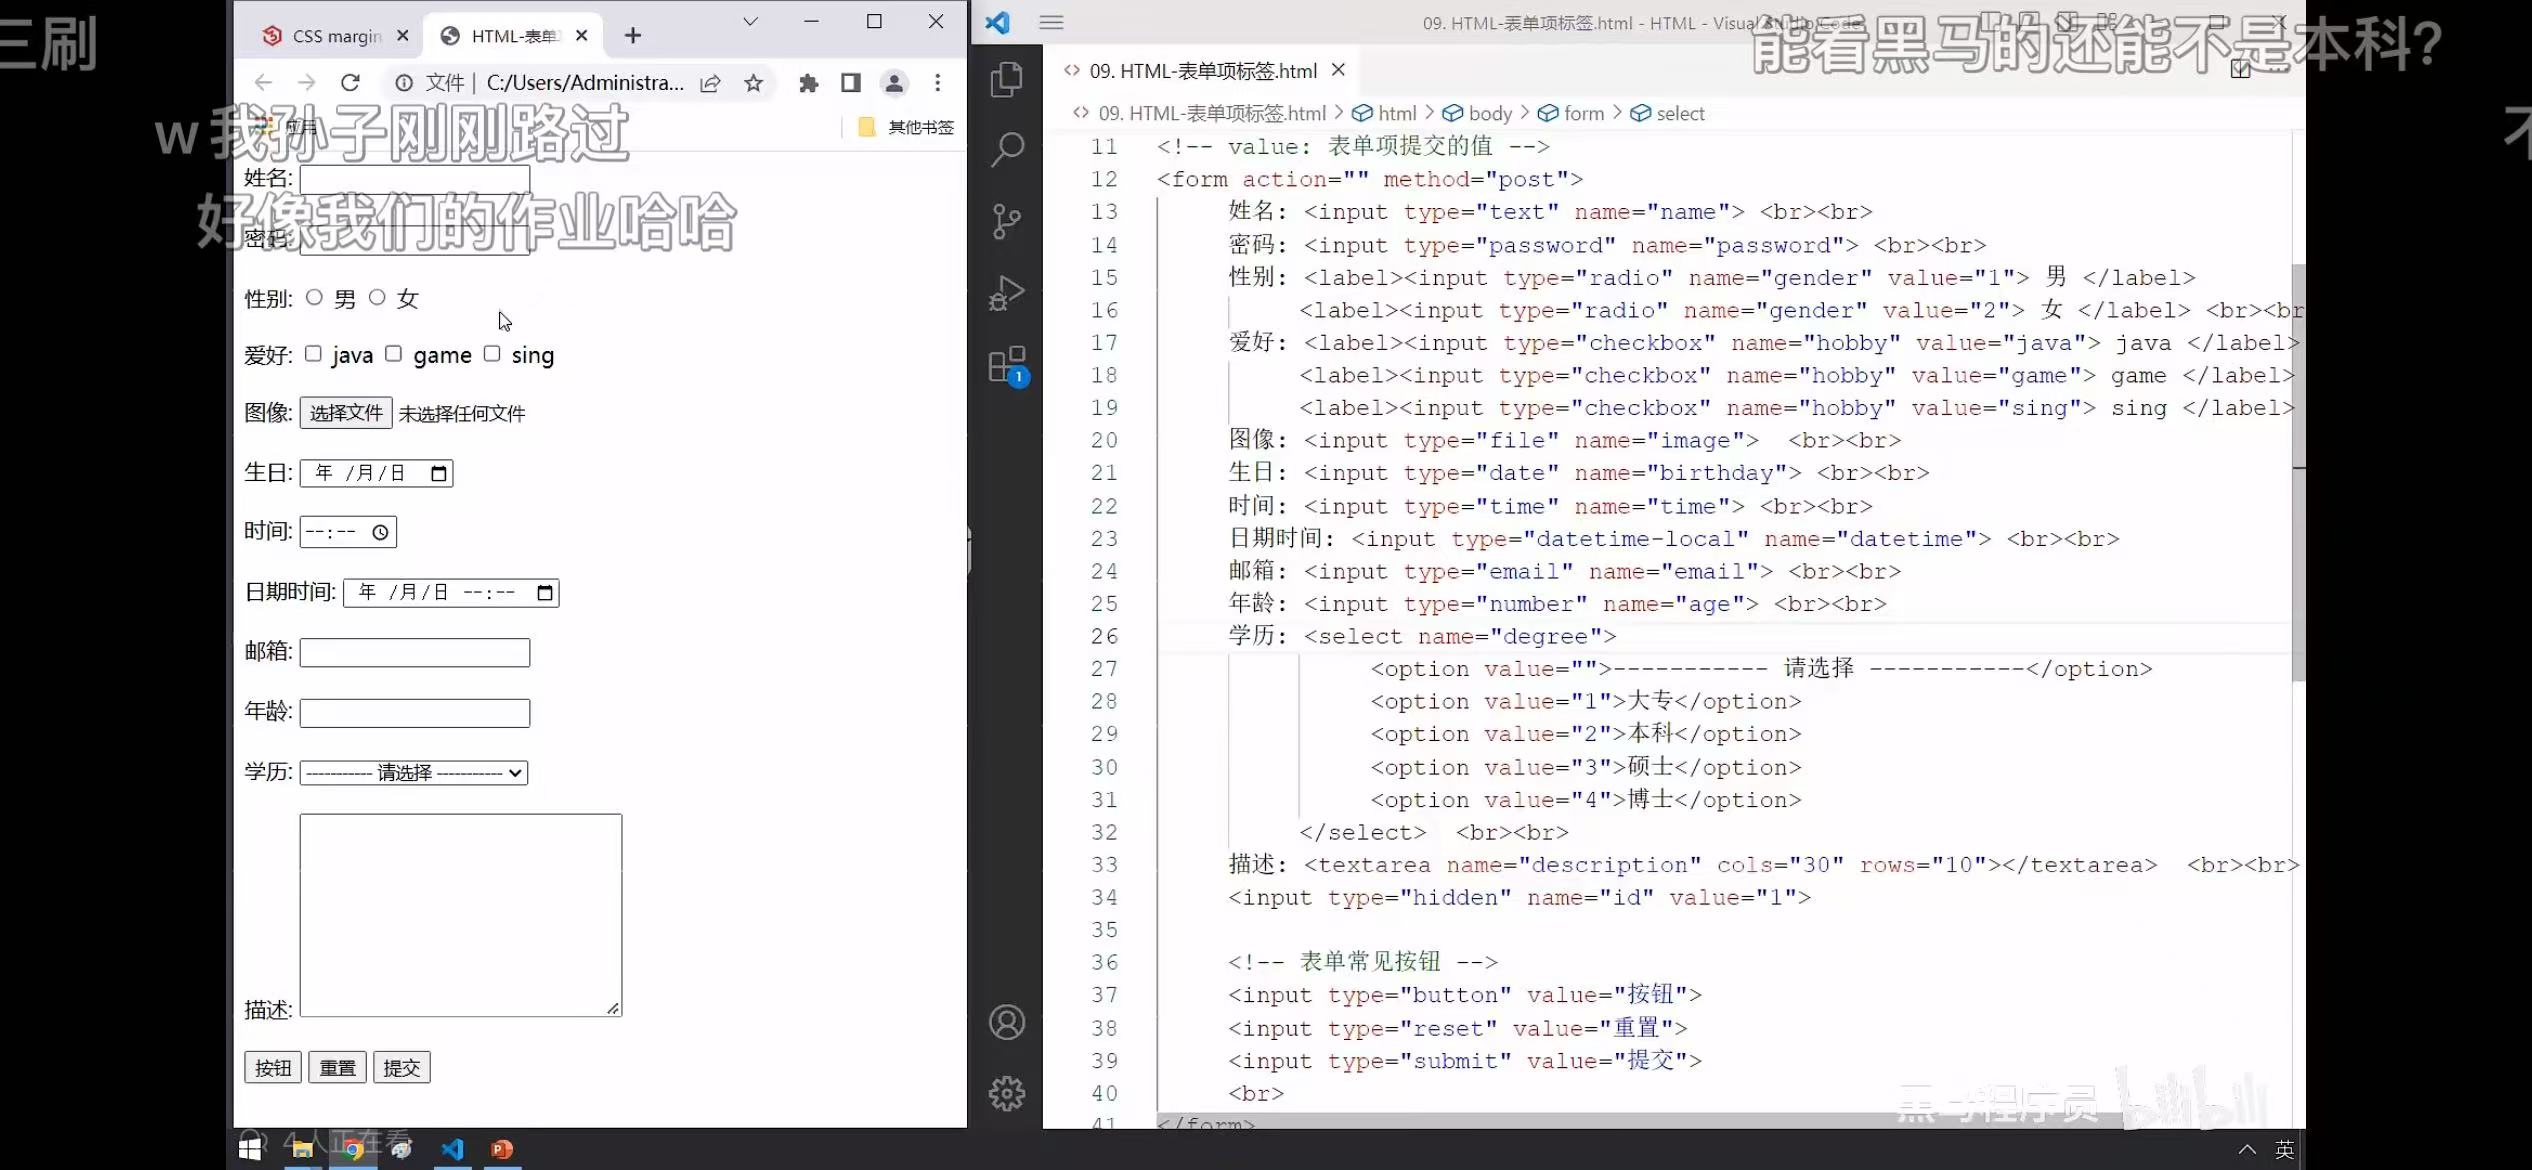 三刷
能看黑马的还能不是本科?
w我孙子刚刚路过
好像我们的作业哈哈
不
CSS margin
HTML-表单
文件 | C:/Users/Administra...
应用
其他书签
姓名:
密码:
性别: 男 女
爱好: java game sing
图像: 选择文件 未选择任何文件
生日: 年 /月/日
时间: --:--
日期时间: 年 /月/日 --:--
邮箱:
年龄:
学历: ----------- 请选择 -----------
描述:
按钮 重置 提交
4人正在看
09. HTML-表单项标签.html - HTML - Visual Studio Code
09. HTML-表单项标签.html
09. HTML-表单项标签.html > html > body > form > select
11 <!-- value: 表单项提交的值 -->
12 <form action="" method="post">
13 姓名: <input type="text" name="name"> <br><br>
14 密码: <input type="password" name="password"> <br><br>
15 性别: <label><input type="radio" name="gender" value="1"> 男 </label>
16 <label><input type="radio" name="gender" value="2"> 女 </label> <br><br
17 爱好: <label><input type="checkbox" name="hobby" value="java"> java </label>
18 <label><input type="checkbox" name="hobby" value="game"> game </label>
19 <label><input type="checkbox" name="hobby" value="sing"> sing </label>
20 图像: <input type="file" name="image">  <br><br>
21 生日: <input type="date" name="birthday"> <br><br>
22 时间: <input type="time" name="time"> <br><br>
23 日期时间: <input type="datetime-local" name="datetime"> <br><br>
24 邮箱: <input type="email" name="email"> <br><br>
25 年龄: <input type="number" name="age"> <br><br>
26 学历: <select name="degree">
27 <option value="">----------- 请选择 -----------</option>
28 <option value="1">大专</option>
29 <option value="2">本科</option>
30 <option value="3">硕士</option>
31 <option value="4">博士</option>
32 </select>  <br><br>
33 描述: <textarea name="description" cols="30" rows="10"></textarea>  <br><br>
34 <input type="hidden" name="id" value="1">
35
36 <!-- 表单常见按钮 -->
37 <input type="button" value="按钮">
38 <input type="reset" value="重置">
39 <input type="submit" value="提交">
40 <br>
41 </form>
1
黑马程序员 bilibili
英